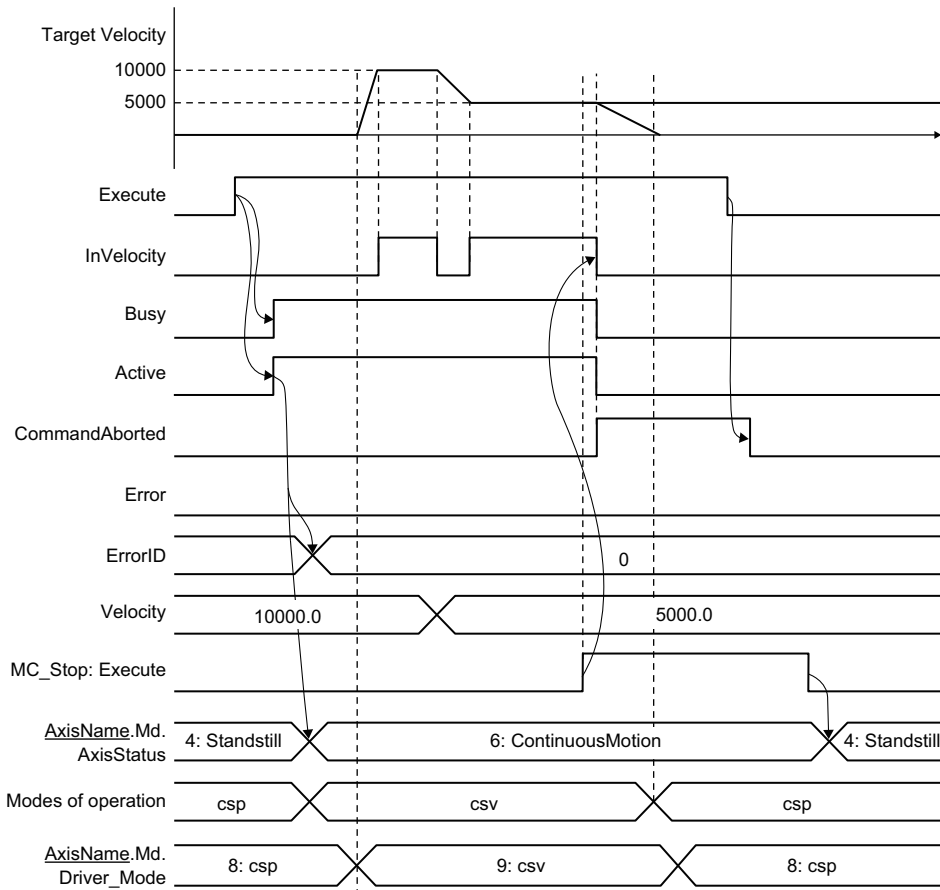 Target Velocity
10000
5000
Execute
InVelocity
Busy
Active
CommandAborted
Error
ErrorID
0
Velocity
10000.0
5000.0
MC_Stop: Execute
AxisName.Md.
AxisStatus
4: Standstill
6: ContinuousMotion
4: Standstill
Modes of operation
csp
csv
csp
AxisName.Md.
Driver_Mode
8: csp
9: csv
8: csp